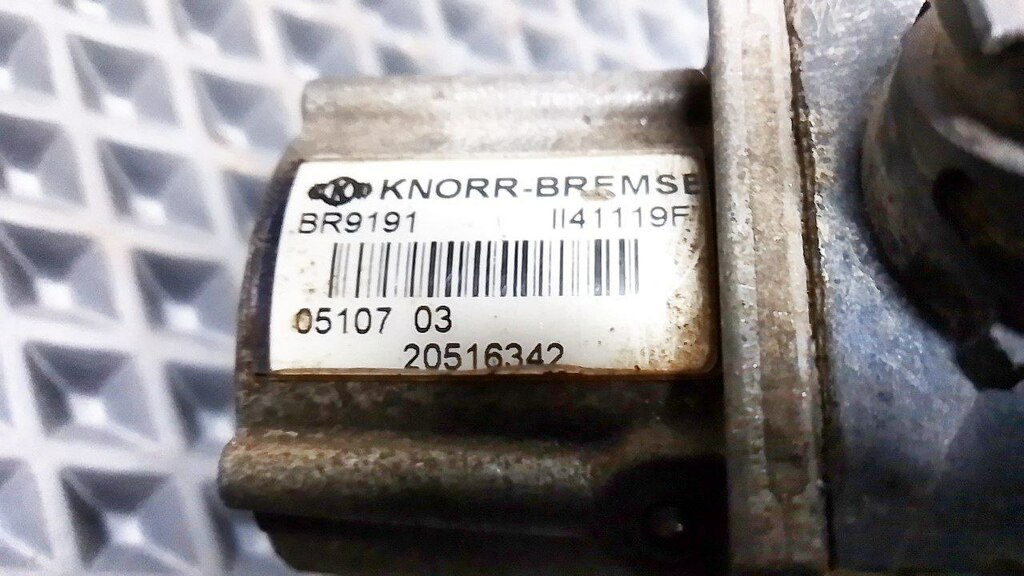 KNORR-BREMSE
BR9191 II41119F
05107 03
20516342